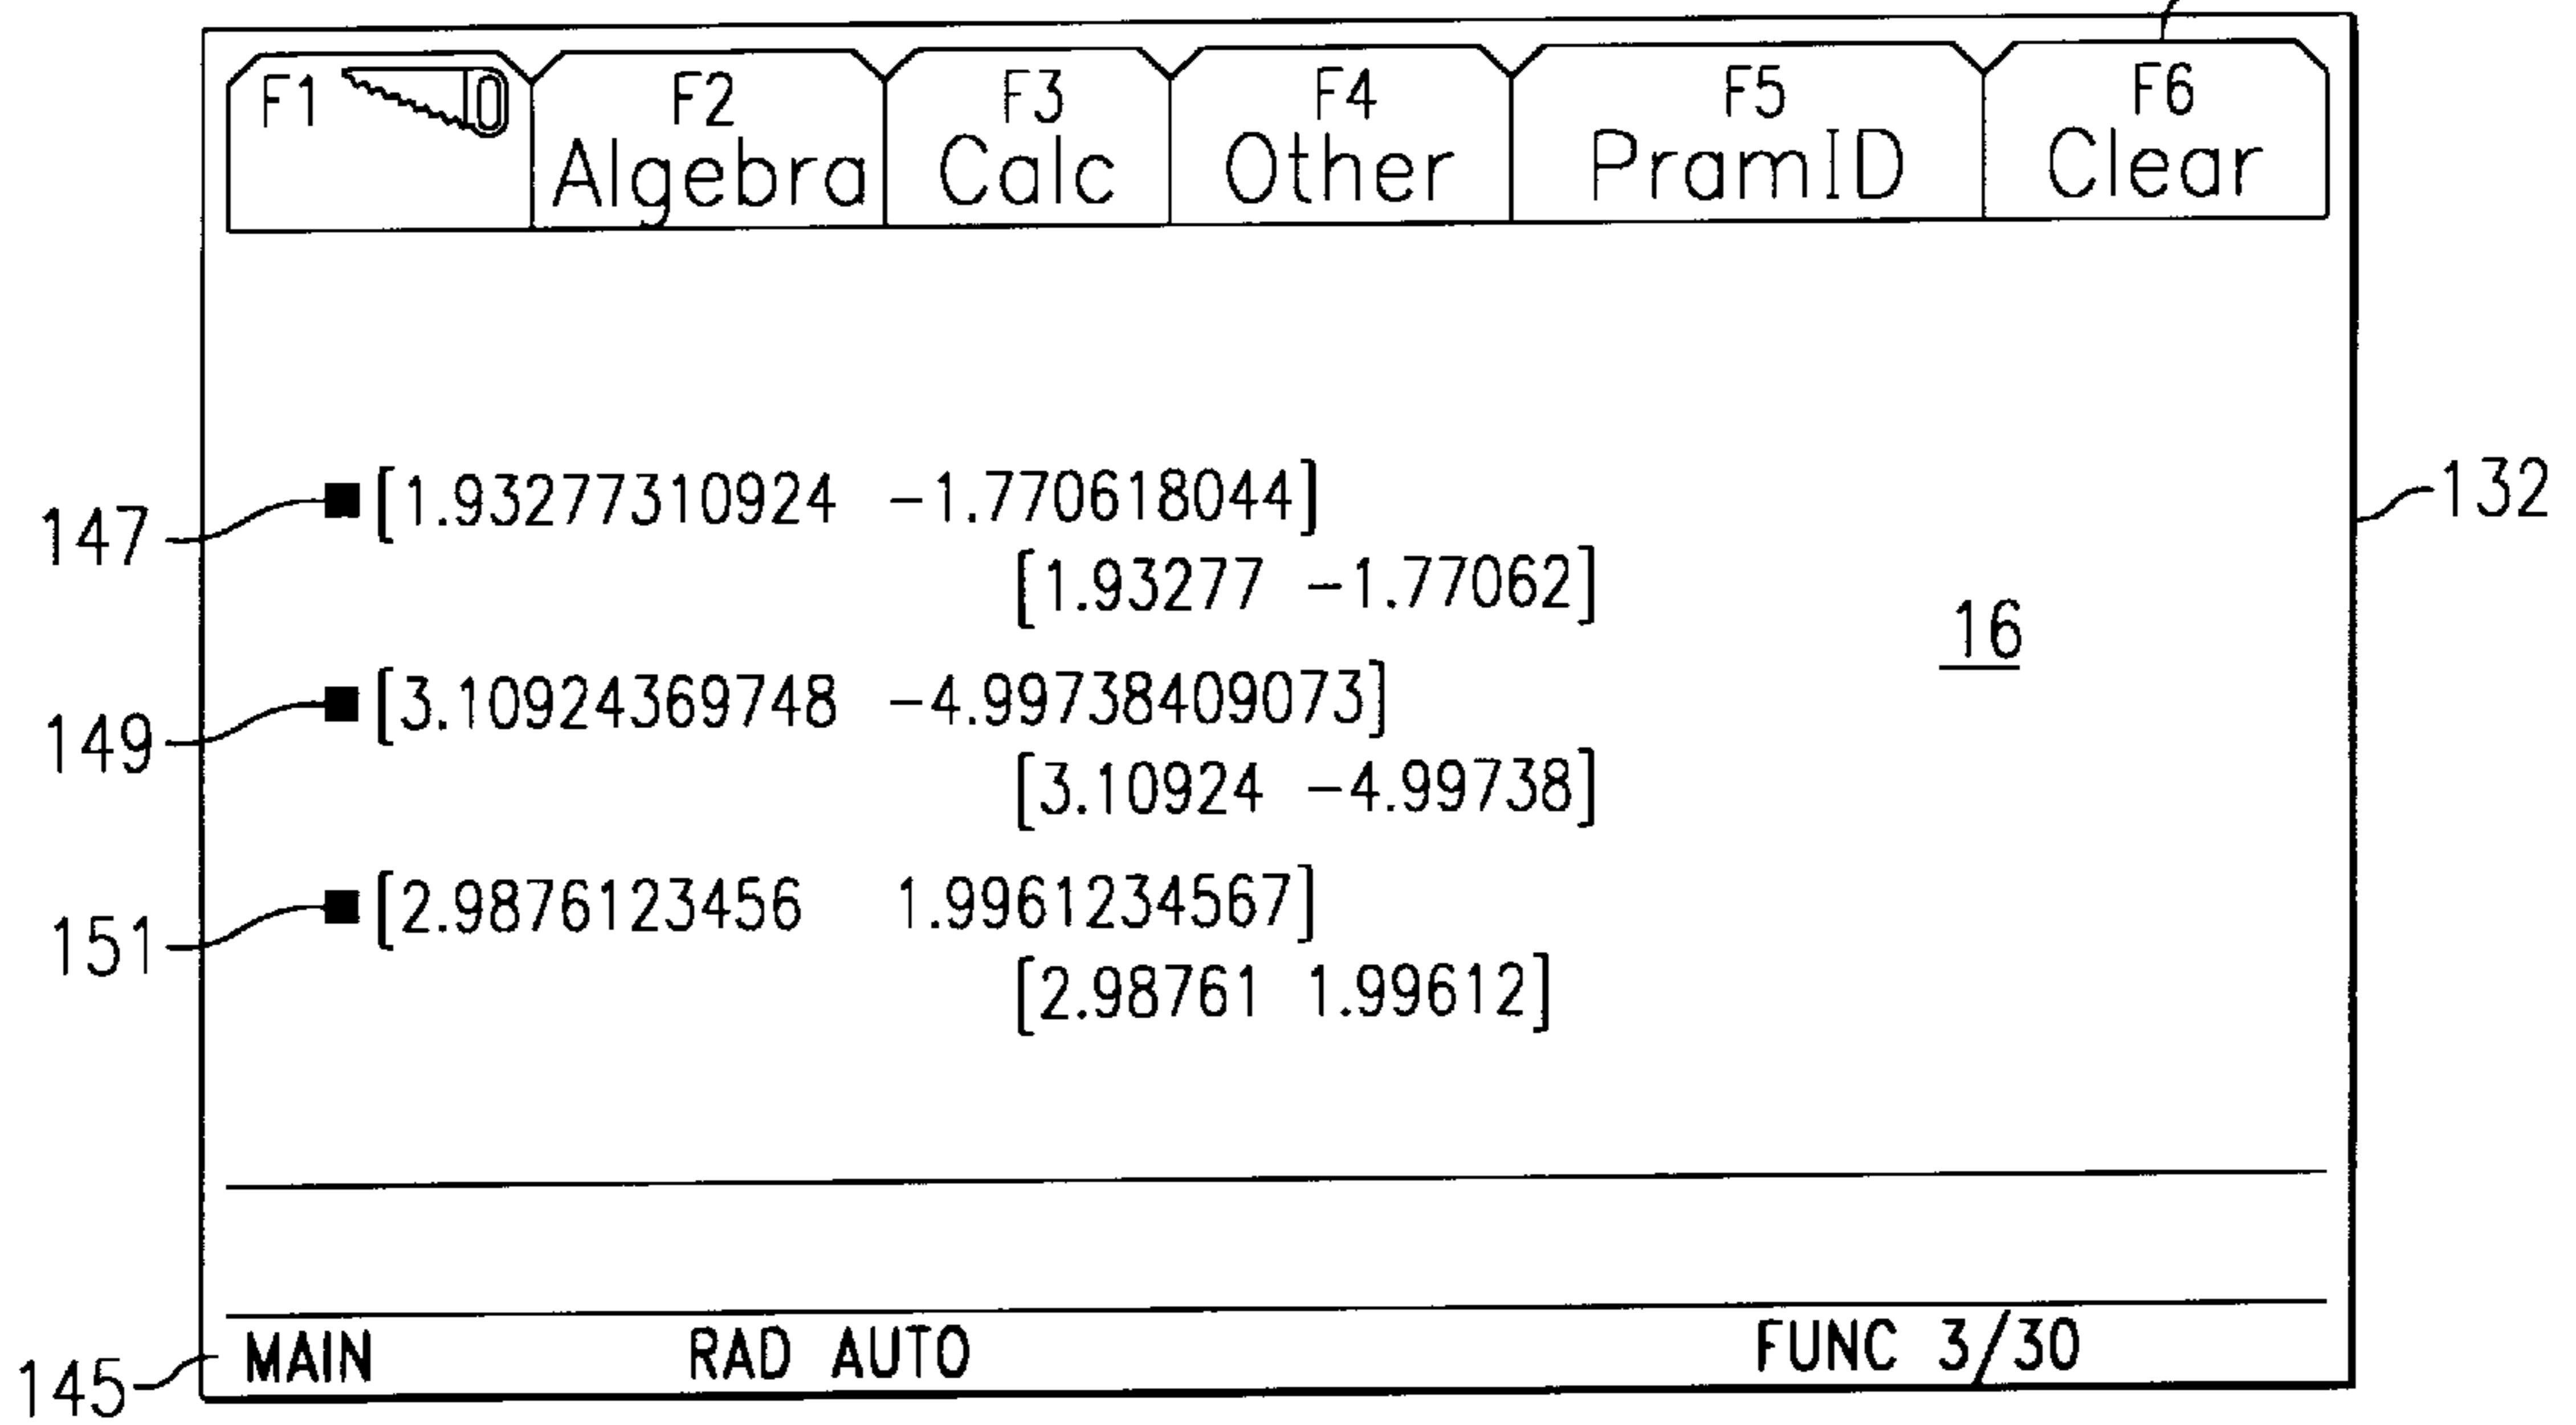 F1 F2 F3 F4 F5 F6
Algebra Calc Other PramID Clear
147 ■[1.93277310924 -1.770618044] 132
[1.93277 -1.77062]
16
149 ■[3.10924369748 -4.99738409073]
[3.10924 -4.99738]
151 ■[2.9876123456 1.9961234567]
[2.98761 1.99612]
145 MAIN RAD AUTO FUNC 3/30